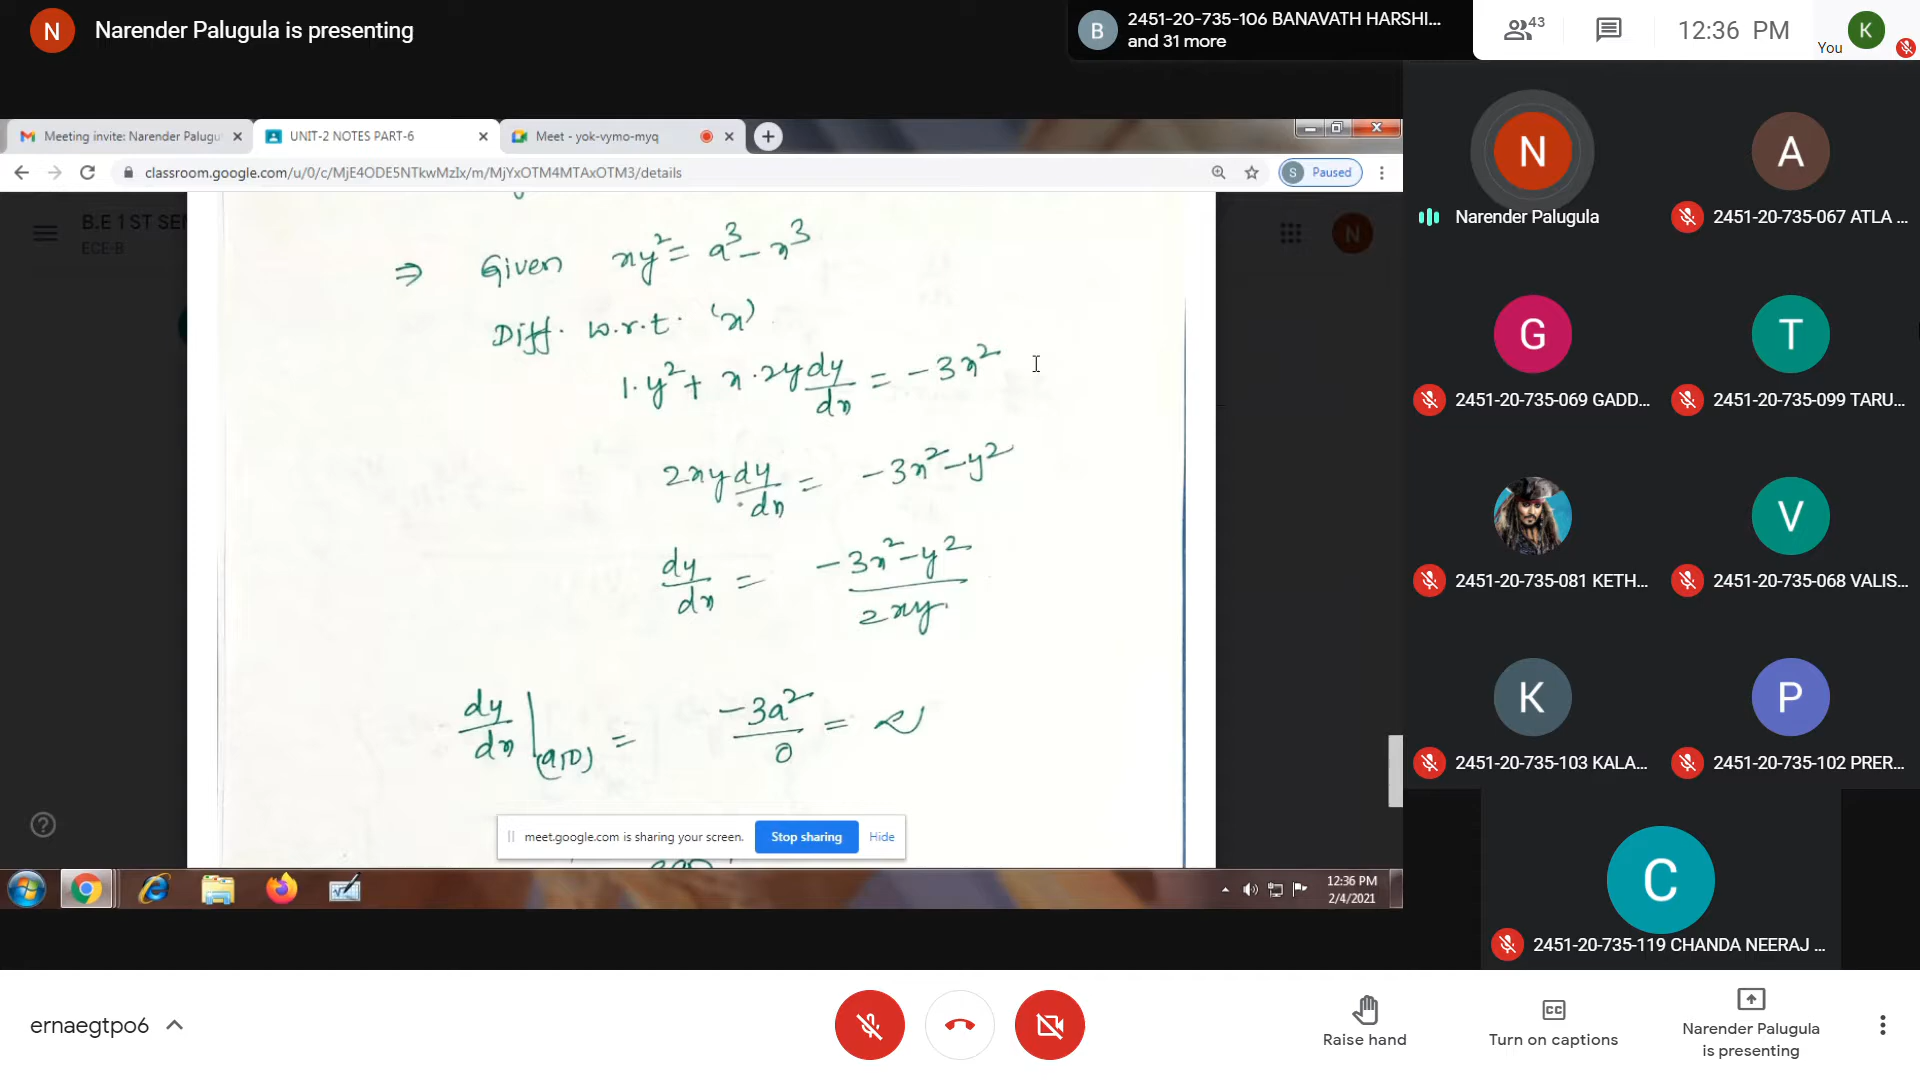 N Narender Palugula is presenting
B 2451-20-735-106 BANAVATH HARSHI...
and 31 more
43
12:36 PM
You K
Meeting invite: Narender Palugu
UNIT-2 NOTES PART-6
Meet - yok-vymo-myq
classroom.google.com/u/0/c/MjE4ODE5NTkwMzIx/m/MjYxOTM4MTAxOTM3/details
S Paused
B.E 1 ST SEM
ECE-B
N
⇒ Given xy² = a³ - x³
Diff. w.r.t. 'x'
1·y² + x·2y dy/dx = -3x²
2xy dy/dx = -3x² - y²
dy/dx = -3x² - y² / 2xy
dy/dx |(a,0) = -3a²/0 = ∞
meet.google.com is sharing your screen. Stop sharing Hide
12:36 PM
2/4/2021
N
Narender Palugula
A
2451-20-735-067 ATLA ...
G
2451-20-735-069 GADD...
T
2451-20-735-099 TARU...
2451-20-735-081 KETH...
V
2451-20-735-068 VALIS...
K
2451-20-735-103 KALA...
P
2451-20-735-102 PRER...
C
2451-20-735-119 CHANDA NEERAJ ...
ernaegtpo6
Raise hand
Turn on captions
Narender Palugula
is presenting